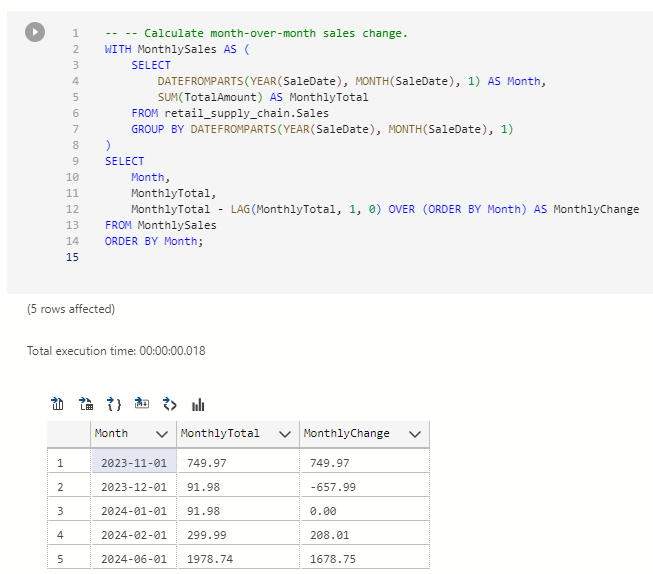 1 -- -- Calculate month-over-month sales change.
2 WITH MonthlySales AS (
3 SELECT
4 DATEFROMPARTS(YEAR(SaleDate), MONTH(SaleDate), 1) AS Month,
5 SUM(TotalAmount) AS MonthlyTotal
6 FROM retail_supply_chain.Sales
7 GROUP BY DATEFROMPARTS(YEAR(SaleDate), MONTH(SaleDate), 1)
8 )
9 SELECT
10 Month,
11 MonthlyTotal,
12 MonthlyTotal - LAG(MonthlyTotal, 1, 0) OVER (ORDER BY Month) AS MonthlyChange
13 FROM MonthlySales
14 ORDER BY Month;
15
(5 rows affected)
Total execution time: 00:00:00.018
Month MonthlyTotal MonthlyChange
1 2023-11-01 749.97 749.97
2 2023-12-01 91.98 -657.99
3 2024-01-01 91.98 0.00
4 2024-02-01 299.99 208.01
5 2024-06-01 1978.74 1678.75